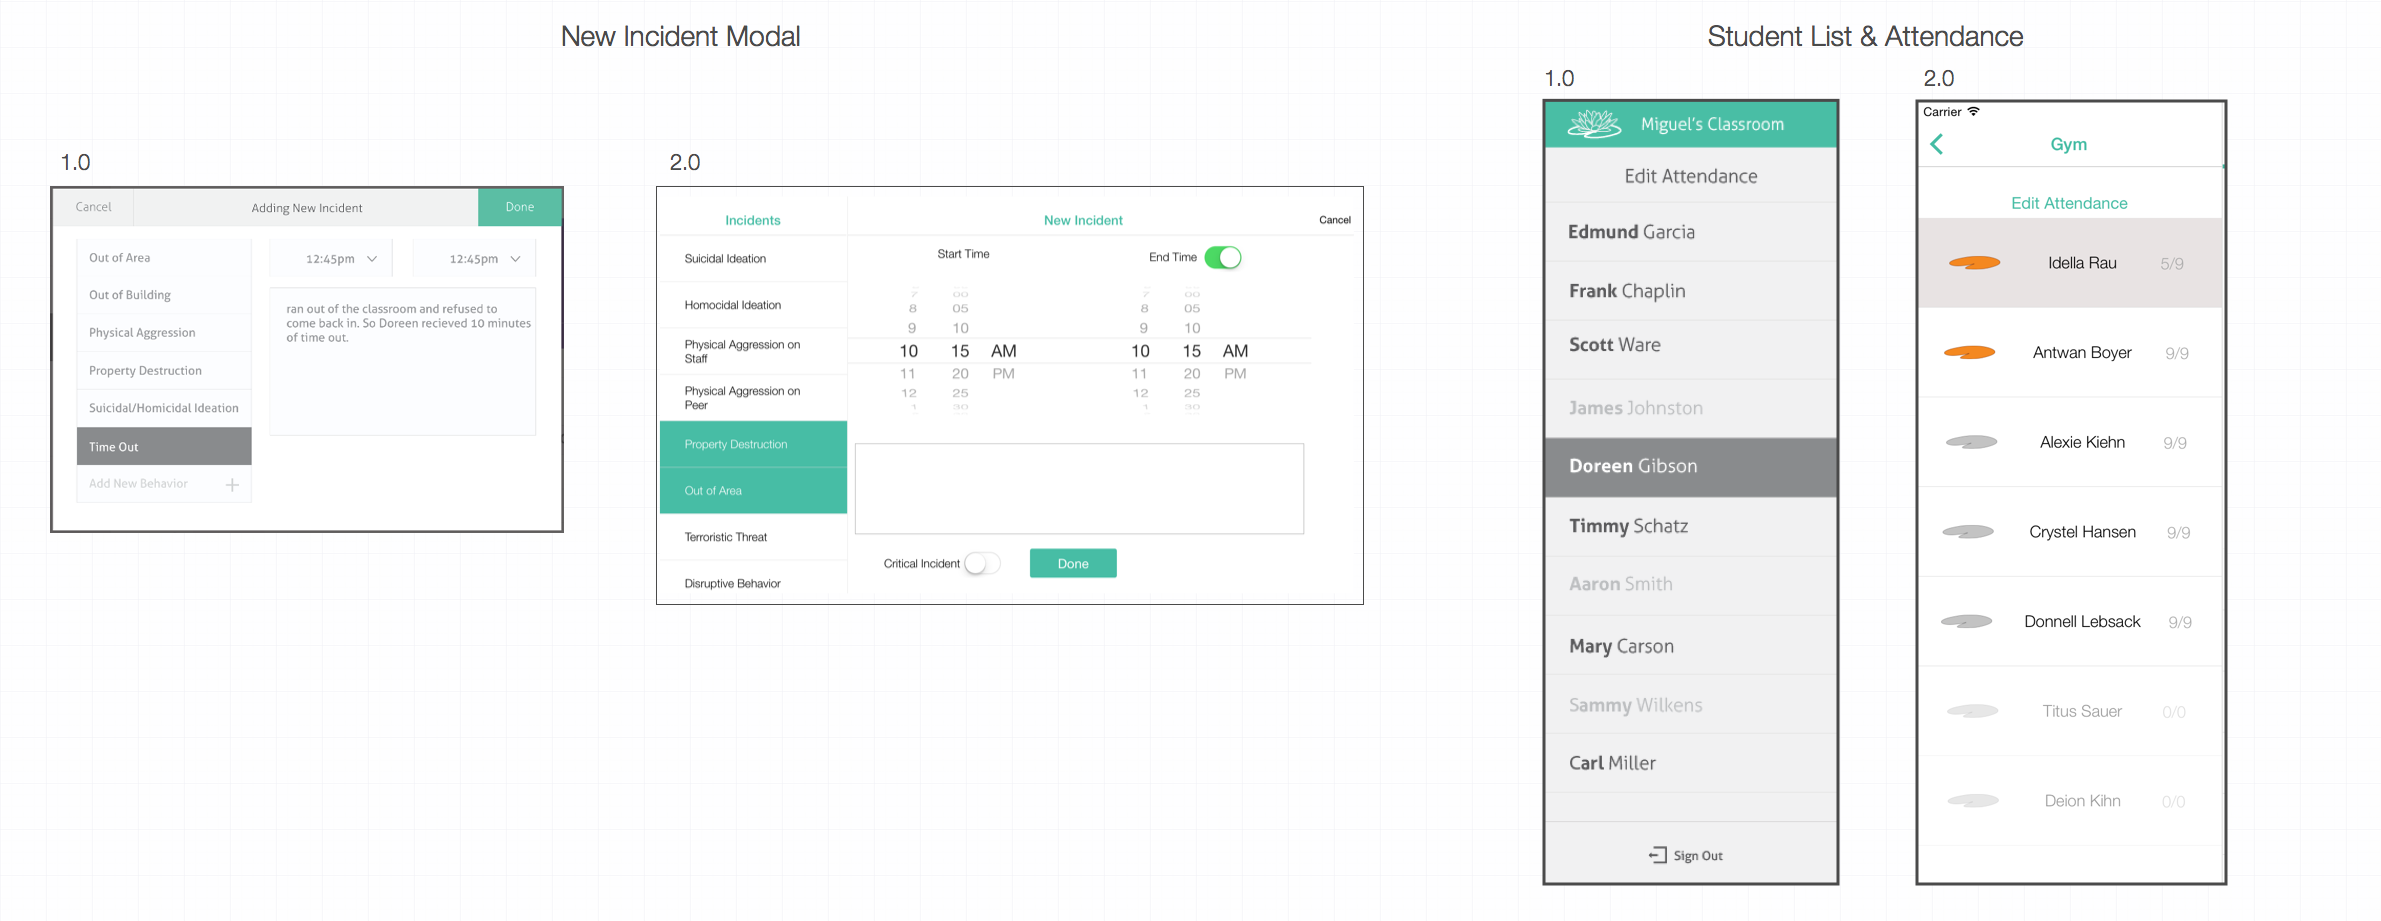 New Incident Modal
1.0
Cancel
Adding New Incident
Done
Out of Area
Out of Building
Physical Aggression
Property Destruction
Suicidal/Homicidal Ideation
Time Out
Add New Behavior
12:45pm
12:45pm
ran out of the classroom and refused to
come back in. So Doreen recieved 10 minutes
of time out.
2.0
Incidents
New Incident
Cancel
Suicidal Ideation
Homocidal Ideation
Physical Aggression on
Staff
Physical Aggression on
Peer
Property Destruction
Out of Area
Terroristic Threat
Disruptive Behavior
Start Time
End Time
7 00
8 05
9 10
10 15 AM
11 20 PM
12 25
1 30
7 00
8 05
9 10
10 15 AM
11 20 PM
12 25
1 30
Critical Incident
Done
Student List & Attendance
1.0
Miguel's Classroom
Edit Attendance
Edmund Garcia
Frank Chaplin
Scott Ware
James Johnston
Doreen Gibson
Timmy Schatz
Aaron Smith
Mary Carson
Sammy Wilkens
Carl Miller
Sign Out
2.0
Carrier
Gym
Edit Attendance
Idella Rau 5/9
Antwan Boyer 9/9
Alexie Kiehn 9/9
Crystel Hansen 9/9
Donnell Lebsack 9/9
Titus Sauer 0/0
Deion Kihn 0/0